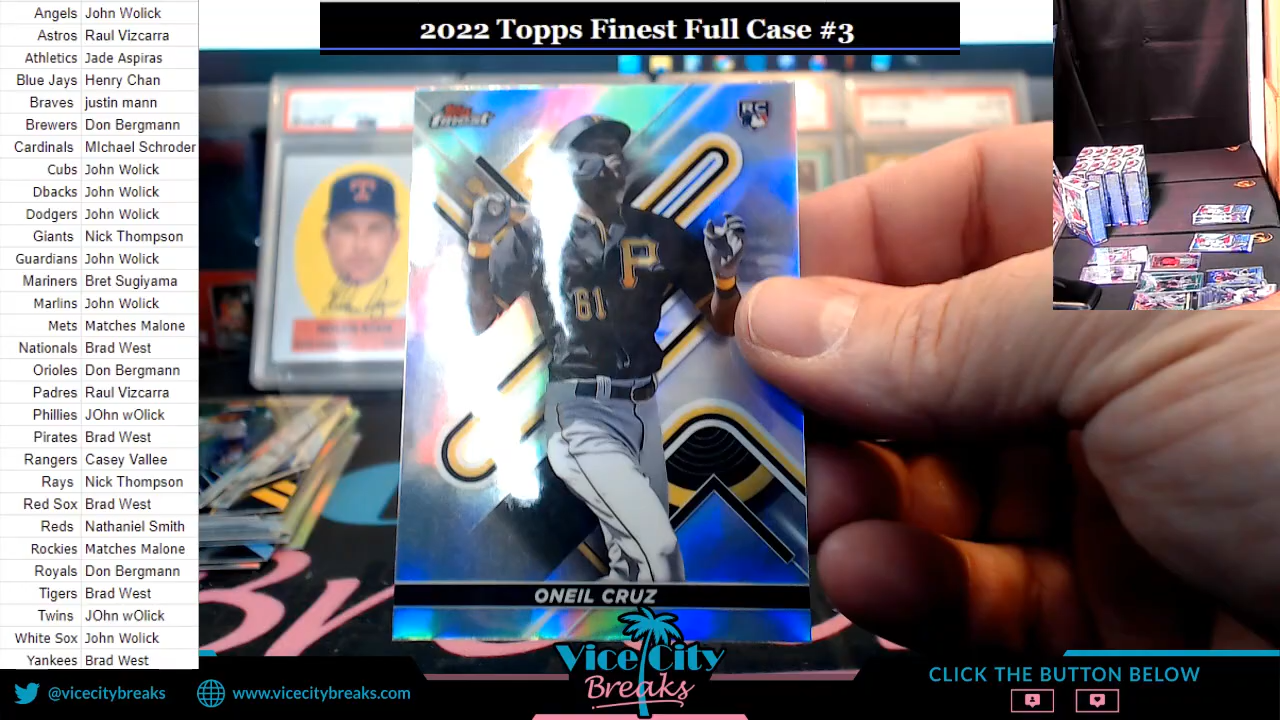 2022 Topps Finest Full Case #3
Angels John Wolick
Astros Raul Vizcarra
Athletics Jade Aspiras
Blue Jays Henry Chan
Braves justin mann
Brewers Don Bergmann
Cardinals MIchael Schroder
Cubs John Wolick
Dbacks John Wolick
Dodgers John Wolick
Giants Nick Thompson
Guardians John Wolick
Mariners Bret Sugiyama
Marlins John Wolick
Mets Matches Malone
Nationals Brad West
Orioles Don Bergmann
Padres Raul Vizcarra
Phillies JOhn wOlick
Pirates Brad West
Rangers Casey Vallee
Rays Nick Thompson
Red Sox Brad West
Reds Nathaniel Smith
Rockies Matches Malone
Royals Don Bergmann
Tigers Brad West
Twins JOhn wOlick
White Sox John Wolick
Yankees Brad West
Topps
finest
RC
T
P
61
ONEIL CRUZ
Vice City
Breaks
@vicecitybreaks
www.vicecitybreaks.com
CLICK THE BUTTON BELOW